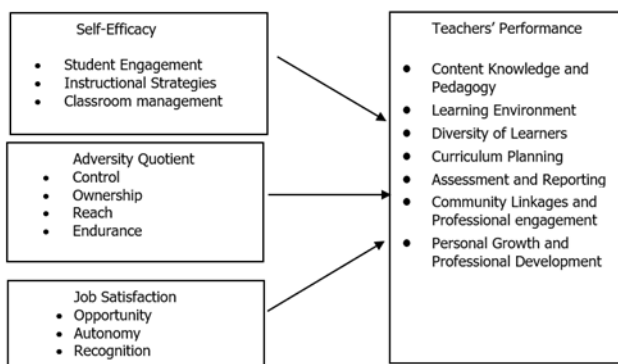 Self-Efficacy
• Student Engagement
• Instructional Strategies
• Classroom management
Adversity Quotient
• Control
• Ownership
• Reach
• Endurance
Job Satisfaction
• Opportunity
• Autonomy
• Recognition
Teachers’ Performance
● Content Knowledge and
Pedagogy
● Learning Environment
● Diversity of Learners
● Curriculum Planning
● Assessment and Reporting
● Community Linkages and
Professional engagement
● Personal Growth and
Professional Development